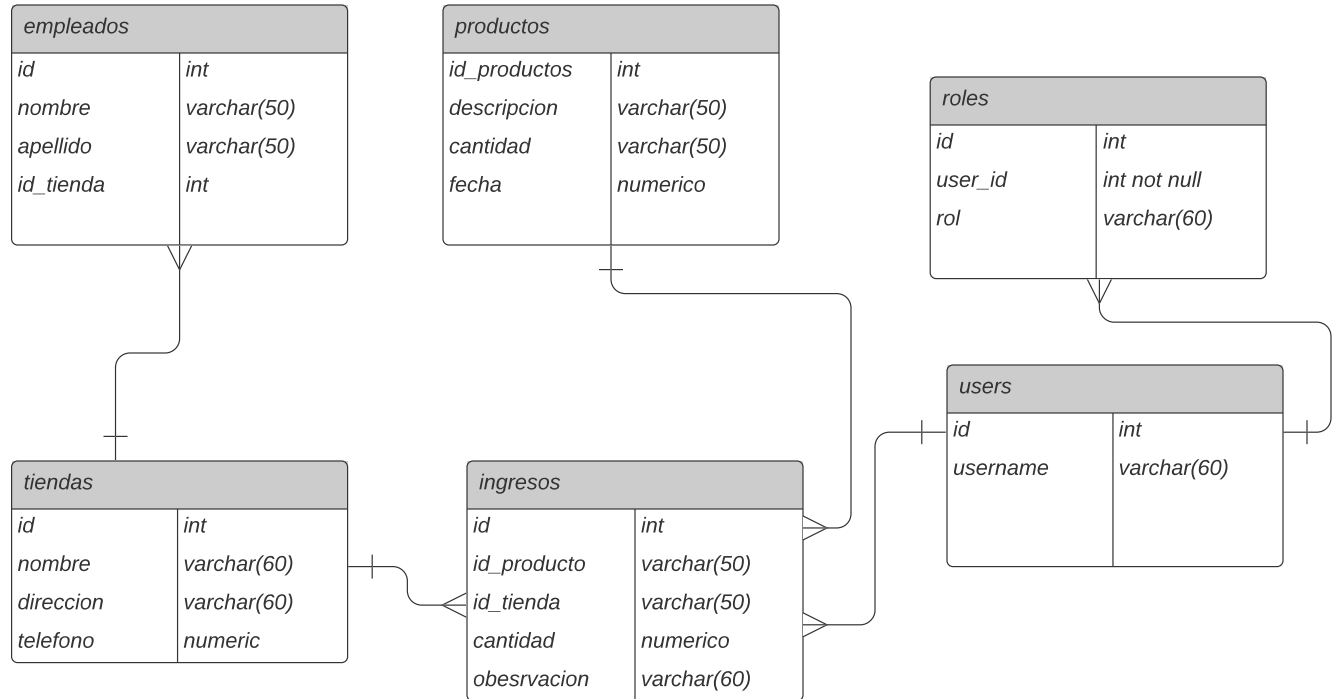 empleados
id int
nombre varchar(50)
apellido varchar(50)
id_tienda int
productos
id_productos int
descripcion varchar(50)
cantidad varchar(50)
fecha numerico
roles
id int
user_id int not null
rol varchar(60)
users
id int
username varchar(60)
tiendas
id int
nombre varchar(60)
direccion varchar(60)
telefono numeric
ingresos
id int
id_producto varchar(50)
id_tienda varchar(50)
cantidad numerico
obesrvacion varchar(60)